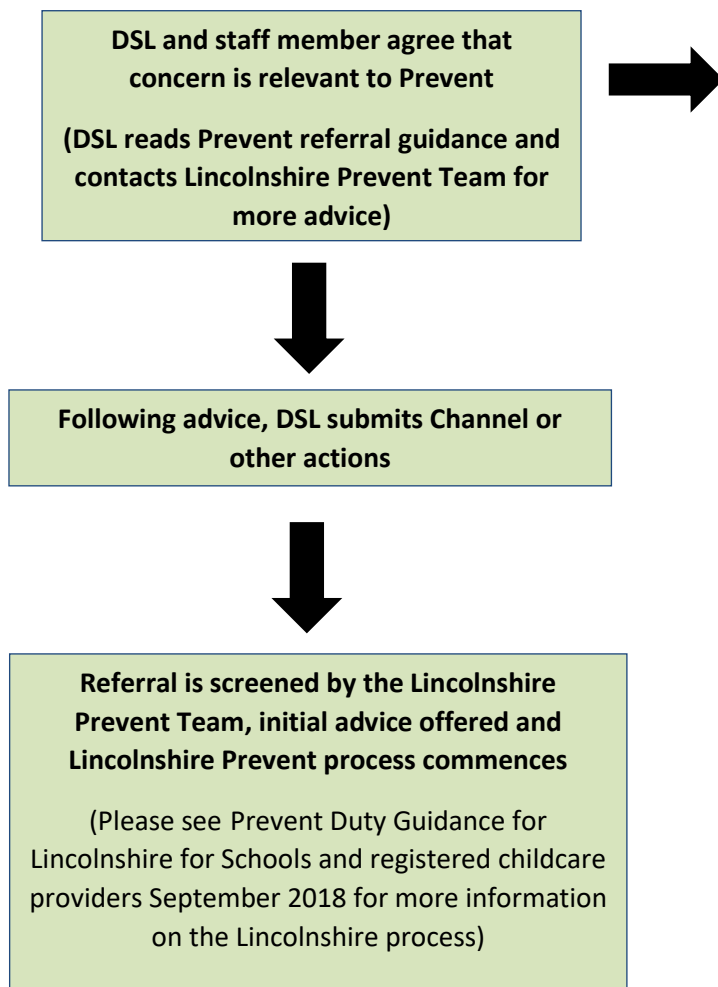 DSL and staff member agree that
concern is relevant to Prevent
(DSL reads Prevent referral guidance and
contacts Lincolnshire Prevent Team for
more advice)
Following advice, DSL submits Channel or
other actions
Referral is screened by the Lincolnshire
Prevent Team, initial advice offered and
Lincolnshire Prevent process commences
(Please see Prevent Duty Guidance for
Lincolnshire for Schools and registered childcare
providers September 2018 for more information
on the Lincolnshire process)